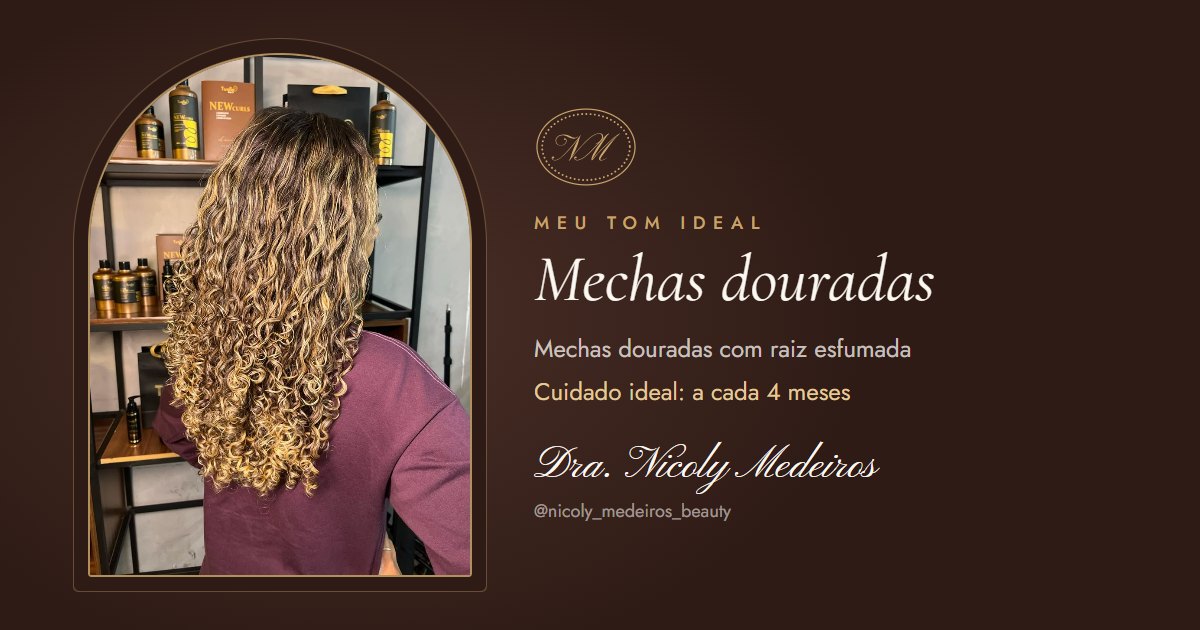 NEWCURLS
NM
MEU TOM IDEAL
Mechas douradas
Mechas douradas com raiz esfumada
Cuidado ideal: a cada 4 meses
Dra. Nicoly Medeiros
@nicoly_medeiros_beauty